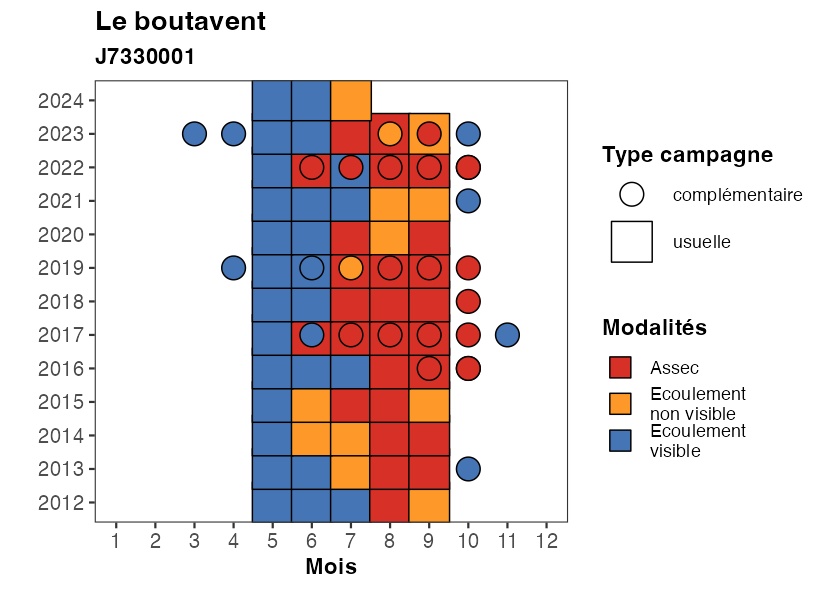 Le boutavent
J7330001
2024
2023
2022
2021
2020
2019
2018
2017
2016
2015
2014
2013
2012
1 2 3 4 5 6 7 8 9 10 11 12
Mois
Type campagne
complémentaire
usuelle
Modalités
Assec
Ecoulement
non visible
Ecoulement
visible